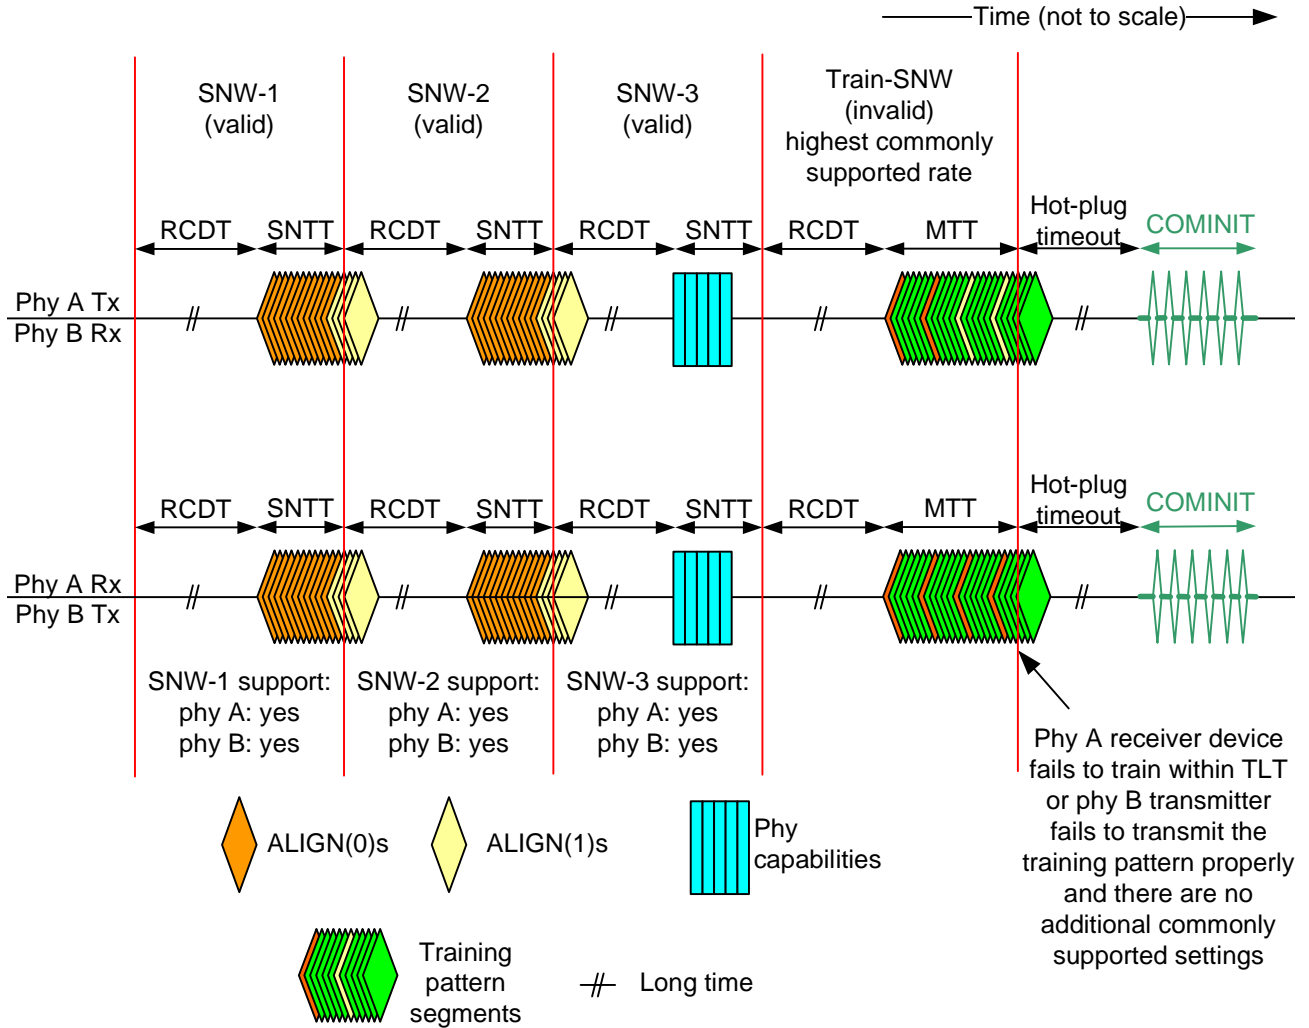 Time (not to scale)
SNW-1
(valid)
SNW-2
(valid)
SNW-3
(valid)
Train-SNW
(invalid)
highest commonly
supported rate
RCDT
SNTT
RCDT
SNTT
RCDT
SNTT
RCDT
MTT
Hot-plug
timeout
COMINIT
Phy A Tx
Phy B Rx
RCDT
SNTT
RCDT
SNTT
RCDT
SNTT
RCDT
MTT
Hot-plug
timeout
COMINIT
Phy A Rx
Phy B Tx
SNW-1 support:
phy A: yes
phy B: yes
SNW-2 support:
phy A: yes
phy B: yes
SNW-3 support:
phy A: yes
phy B: yes
Phy A receiver device
fails to train within TLT
or phy B transmitter
fails to transmit the
training pattern properly
and there are no
additional commonly
supported settings
ALIGN(0)s
ALIGN(1)s
Phy
capabilities
Training
pattern
segments
Long time